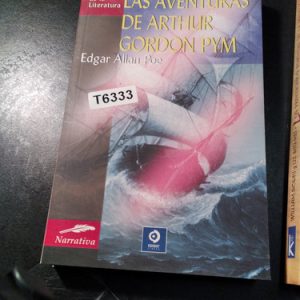 Literatura
LAS AVENTURAS
DE ARTHUR
GORDON PYM
Edgar Allan Poe
T6333
Narrativa